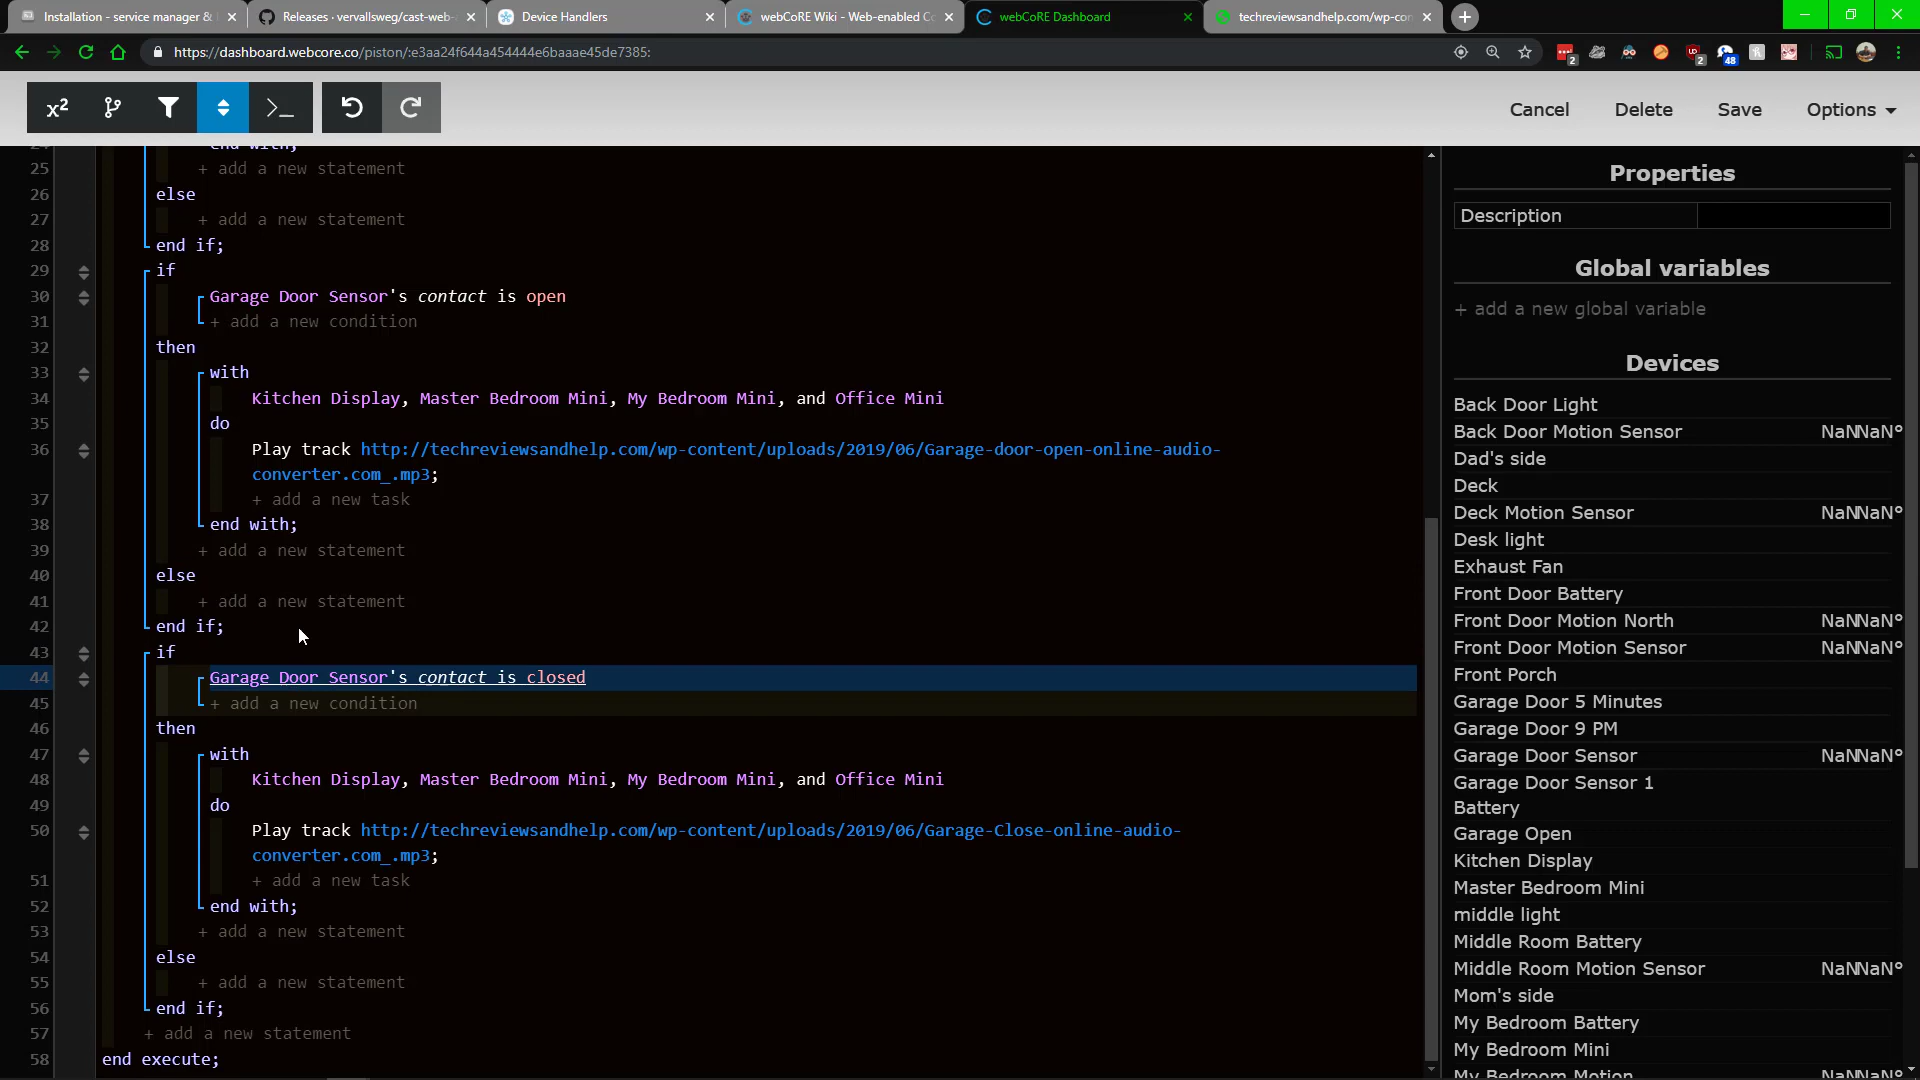 Installation - service manager &
Releases · vervallsweg/cast-web-
Device Handlers
webCoRE Wiki - Web-enabled Co
webCoRE Dashboard
techreviewsandhelp.com/wp-con
https://dashboard.webcore.co/piston/:e3aa24f644a454444e6baaae45de7385:
2
2
48
x²
>_
Cancel
Delete
Save
Options
24 end with;
25 + add a new statement
26 else
27 + add a new statement
28 end if;
29 if
30 Garage Door Sensor's contact is open
31 + add a new condition
32 then
33 with
34 Kitchen Display, Master Bedroom Mini, My Bedroom Mini, and Office Mini
35 do
36 Play track http://techreviewsandhelp.com/wp-content/uploads/2019/06/Garage-door-open-online-audio-
converter.com_.mp3;
37 + add a new task
38 end with;
39 + add a new statement
40 else
41 + add a new statement
42 end if;
43 if
44 Garage Door Sensor's contact is closed
45 + add a new condition
46 then
47 with
48 Kitchen Display, Master Bedroom Mini, My Bedroom Mini, and Office Mini
49 do
50 Play track http://techreviewsandhelp.com/wp-content/uploads/2019/06/Garage-Close-online-audio-
converter.com_.mp3;
51 + add a new task
52 end with;
53 + add a new statement
54 else
55 + add a new statement
56 end if;
57 + add a new statement
58 end execute;
Properties
Description
Global variables
+ add a new global variable
Devices
Back Door Light
Back Door Motion Sensor NaNNaN°
Dad's side
Deck
Deck Motion Sensor NaNNaN°
Desk light
Exhaust Fan
Front Door Battery
Front Door Motion North NaNNaN°
Front Door Motion Sensor NaNNaN°
Front Porch
Garage Door 5 Minutes
Garage Door 9 PM
Garage Door Sensor NaNNaN°
Garage Door Sensor 1
Battery
Garage Open
Kitchen Display
Master Bedroom Mini
middle light
Middle Room Battery
Middle Room Motion Sensor NaNNaN°
Mom's side
My Bedroom Battery
My Bedroom Mini
My Bedroom Motion NaNNaN°